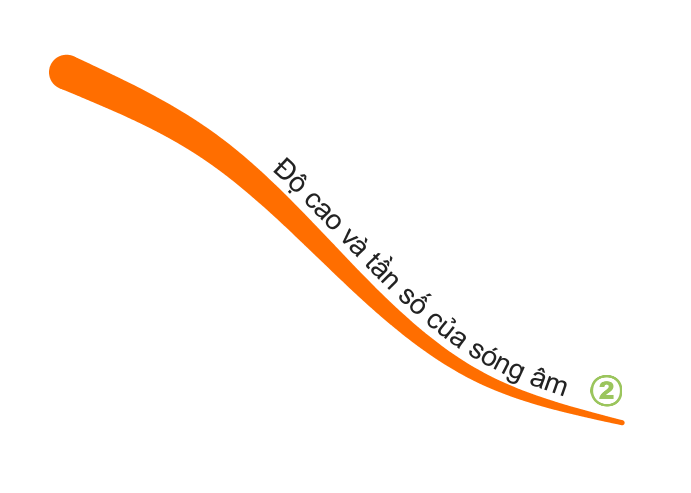 Độ cao và tần số của sóng âm
2